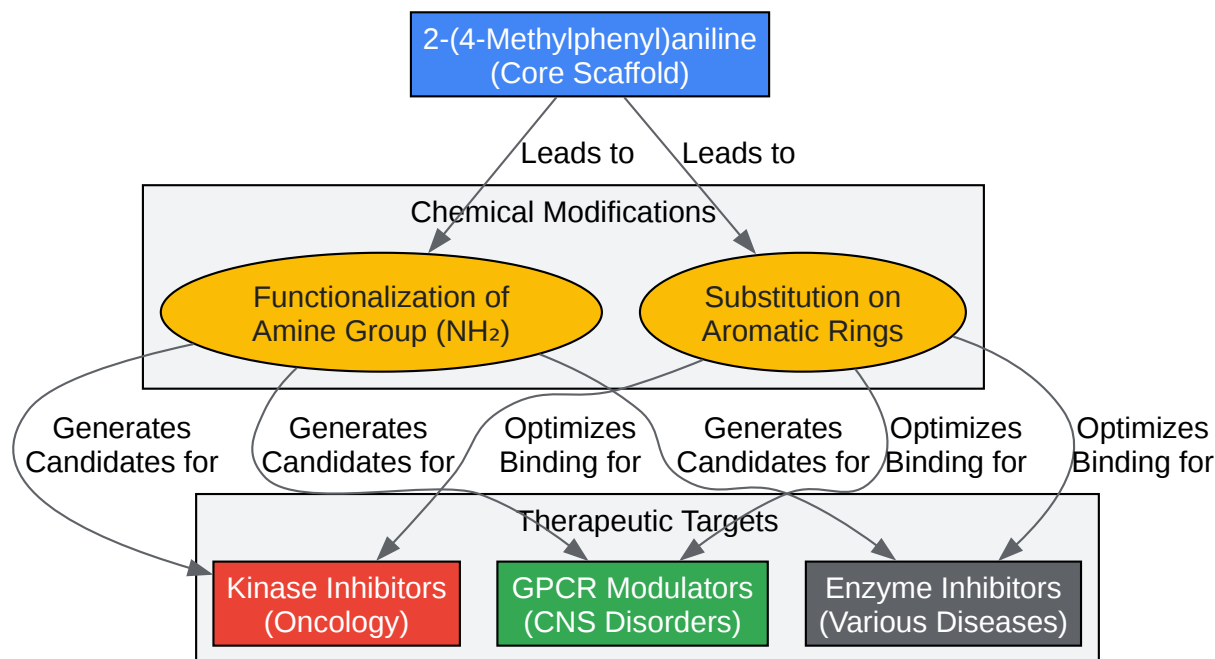 2-(4-Methylphenyl)aniline
(Core Scaffold)
Leads to
Leads to
Chemical Modifications
Functionalization of
Amine Group (NH₂)
Substitution on
Aromatic Rings
Generates
Candidates for
Generates
Candidates for
Optimizes
Binding for
Generates
Candidates for
Optimizes
Binding for
Optimizes
Binding for
Therapeutic Targets
Kinase Inhibitors
(Oncology)
GPCR Modulators
(CNS Disorders)
Enzyme Inhibitors
(Various Diseases)